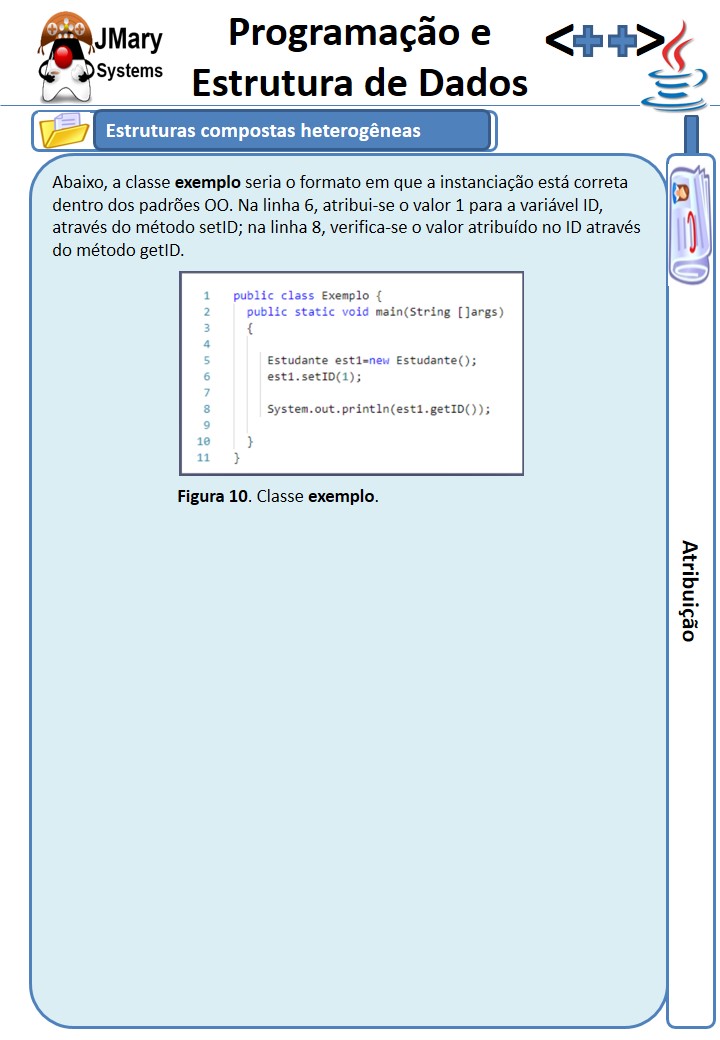 JMary
Systems
Programação e
Estrutura de Dados
<++>
Estruturas compostas heterogêneas
Abaixo, a classe exemplo seria o formato em que a instanciação está correta
dentro dos padrões OO. Na linha 6, atribui-se o valor 1 para a variável ID,
através do método setID; na linha 8, verifica-se o valor atribuído no ID através
do método getID.
1 public class Exemplo {
2 public static void main(String []args)
3 {
4
5 Estudante est1=new Estudante();
6 est1.setID(1);
7
8 System.out.println(est1.getID());
9
10 }
11 }
Figura 10. Classe exemplo.
Atribuição